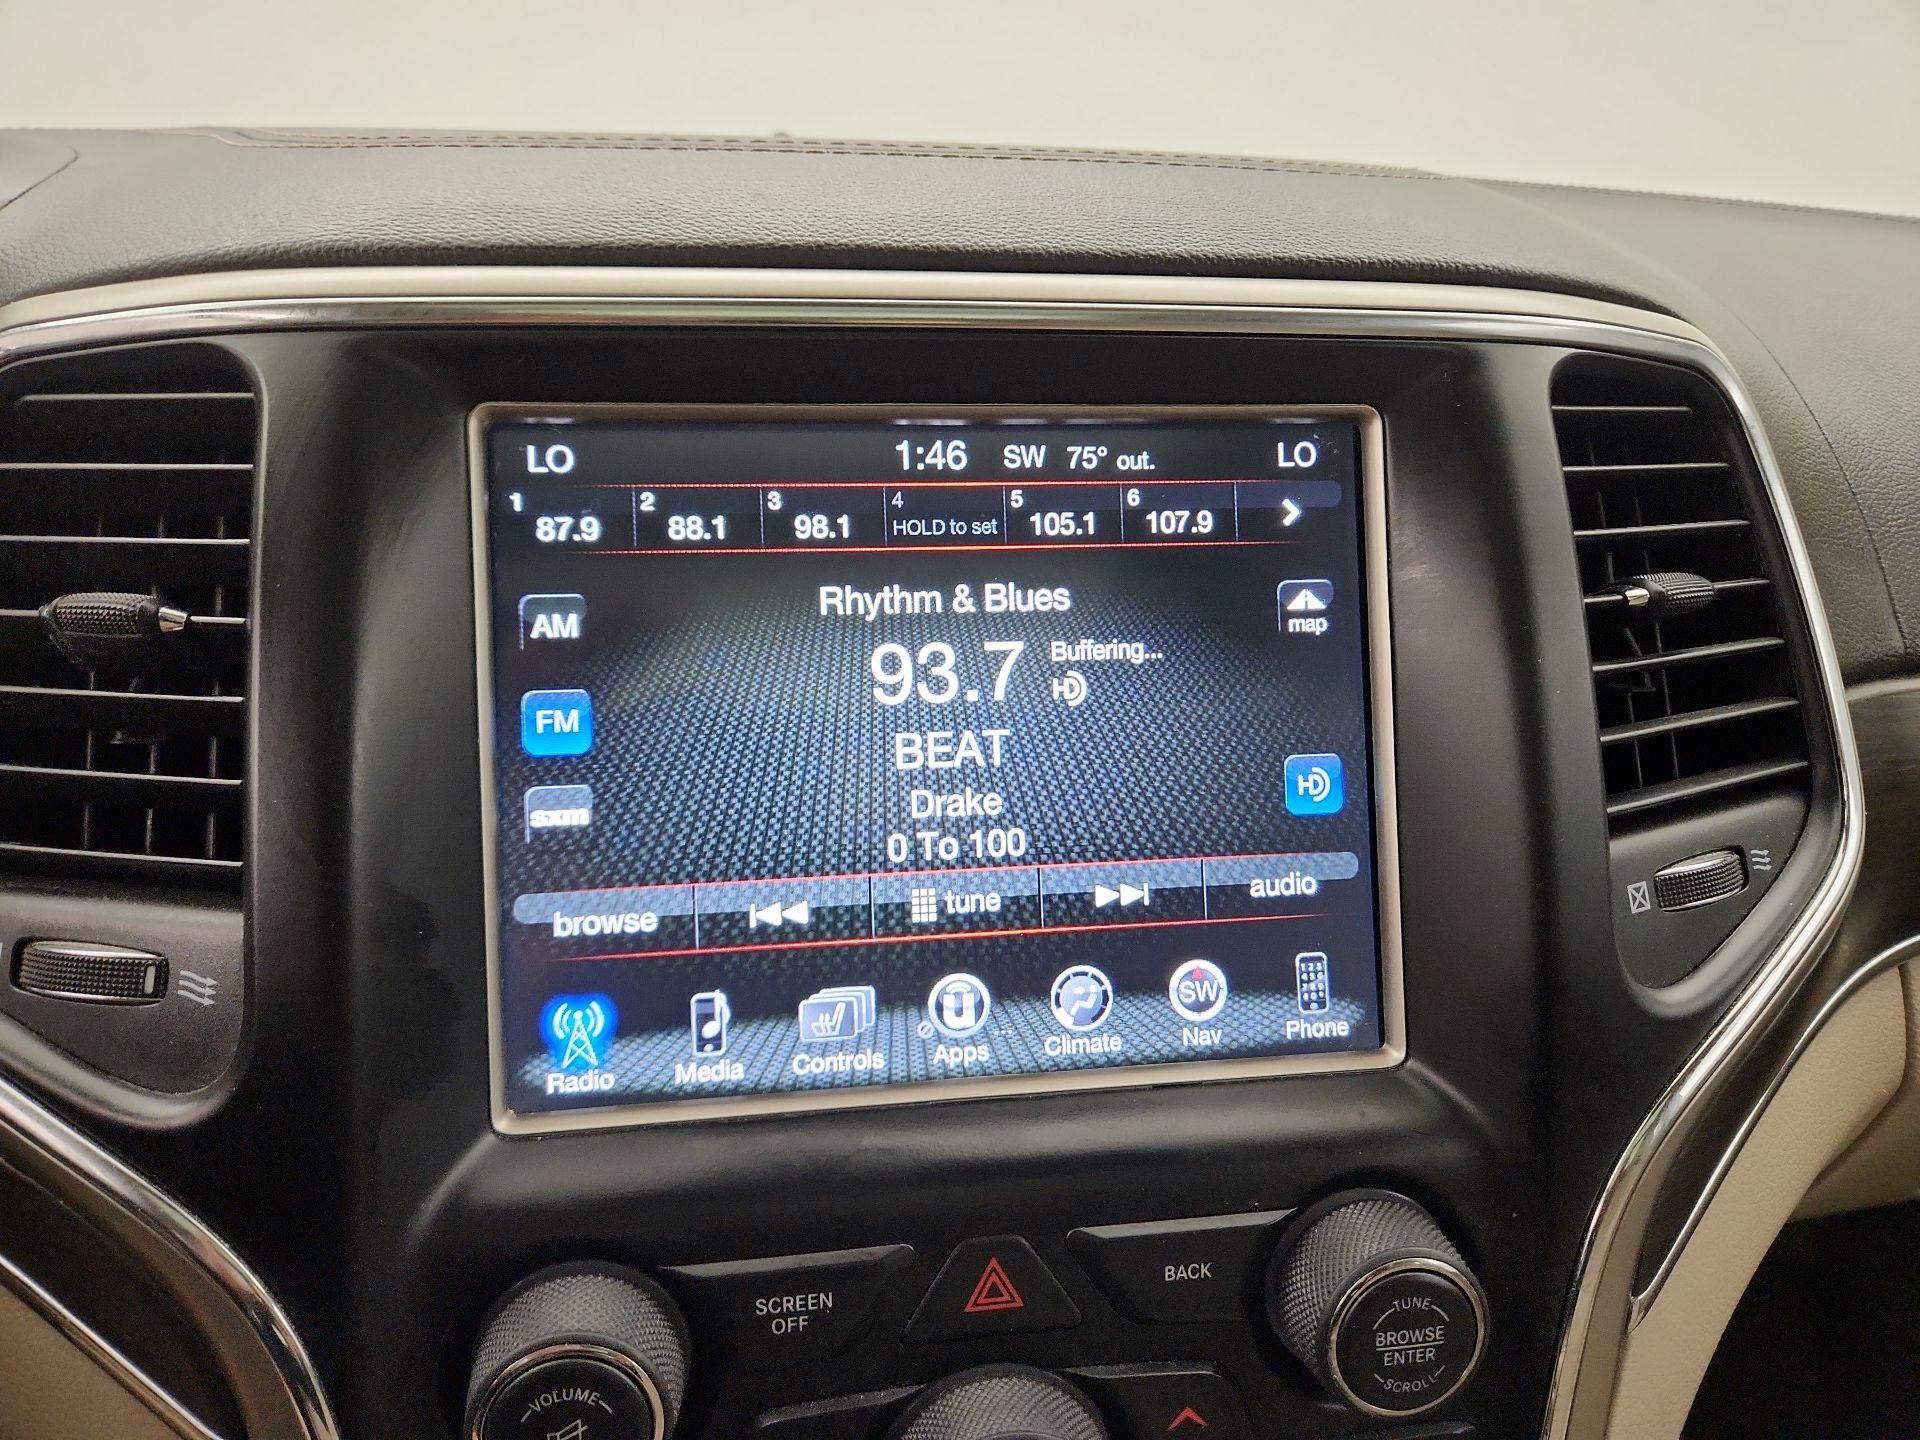 LO 1:46 SW 75° out. LO
1 2 3 4 5 6
87.9 88.1 98.1 HOLD to set 105.1 107.9
Rhythm & Blues
AM map
93.7 Buffering...
HD
FM
BEAT
HD
Drake
sxm
0 To 100
browse tune audio
SW
Radio Media Controls Apps Climate Nav Phone
SCREEN
OFF
BACK
VOLUME
TUNE
BROWSE
ENTER
SCROLL